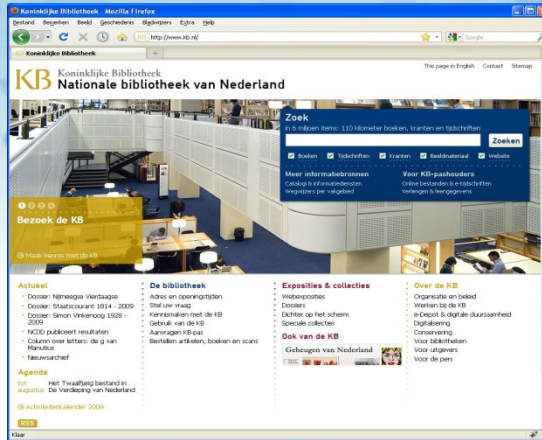 Koninklijke Bibliotheek - Mozilla Firefox
Bestand Bewerken Beeld Geschiedenis Bladwijzers Extra Help
http://www.kb.nl/
Google
Koninklijke Bibliotheek
This page in English Contact Sitemap
KB Koninklijke Bibliotheek
Nationale bibliotheek van Nederland
Zoek
in 6 miljoen items: 110 kilometer boeken, kranten en tijdschriften
Zoeken
Boeken Tijdschriften Kranten Beeldmateriaal Website
Meer informatiebronnen
Catalogi & informatiediensten
Wegwijzers per vakgebied
Voor KB-pashouders
Online bestanden & e-tijdschriften
Verlengen & leengegevens
1 2 3 4
Bezoek de KB
Maak kennis met de KB
Actueel
Dossier: Nijmeegse Vierdaagse
Dossier: Staatscourant 1814 - 2009
Dossier: Simon Vinkenoog 1928 -
2009
NCDD publiceert resultaten
Column over letters: de g van
Manutius
Nieuwsarchief
Agenda
tot Het Twaalfjarig bestand in
augustus De Verdieping van Nederland
Activiteitenkalender 2009
RSS
De bibliotheek
Adres en openingstijden
Stel uw vraag
Kennismaken met de KB
Gebruik van de KB
Aanvragen KB-pas
Bestellen artikelen, boeken en scans
Exposities & collecties
Webexposities
Dossiers
Dichter op het scherm
Speciale collecties
Ook van de KB
Geheugen van Nederland
Over de KB
Organisatie en beleid
Werken bij de KB
e-Depot & digitale duurzaamheid
Digitalisering
Conservering
Voor bibliotheken
Voor uitgevers
Voor de pers
Klaar